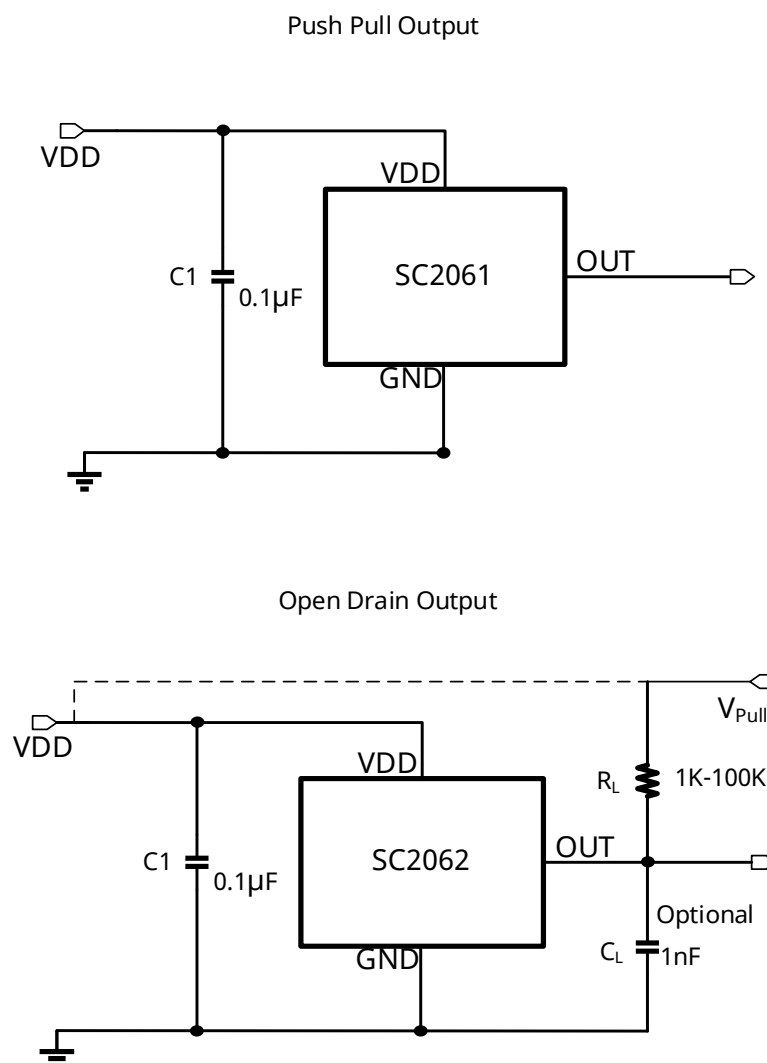 Push Pull Output
VDD
VDD
C1
0.1µF
SC2061
OUT
GND
Open Drain Output
VPull
VDD
VDD
RL
1K-100K
C1
0.1µF
SC2062
OUT
Optional
CL
1nF
GND